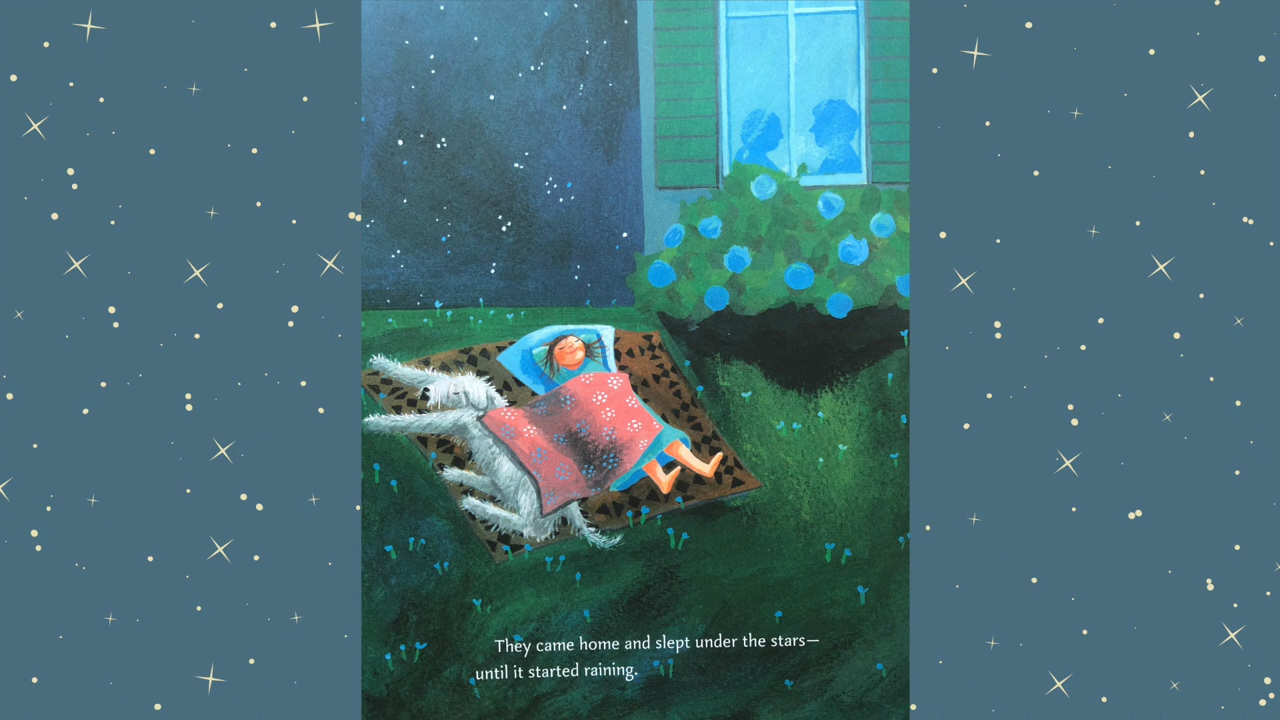 They came home and slept under the stars—
until it started raining.